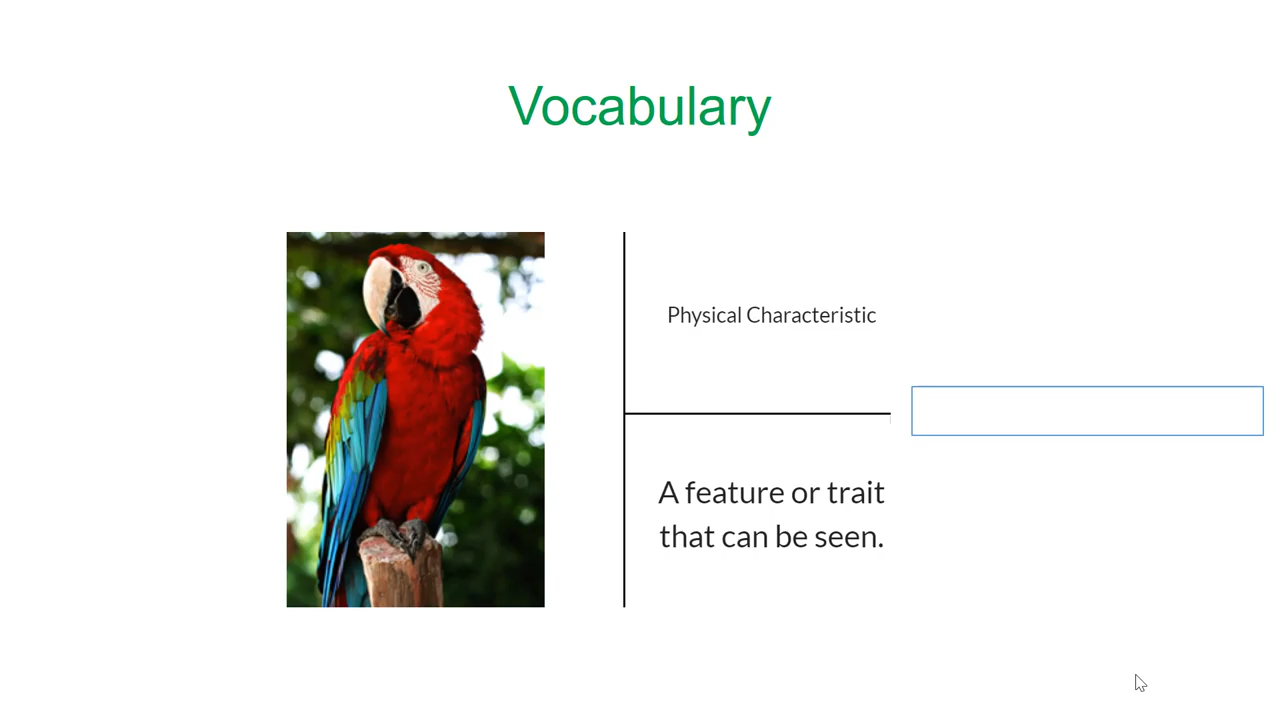 Vocabulary
Physical Characteristic
A feature or trait
that can be seen.